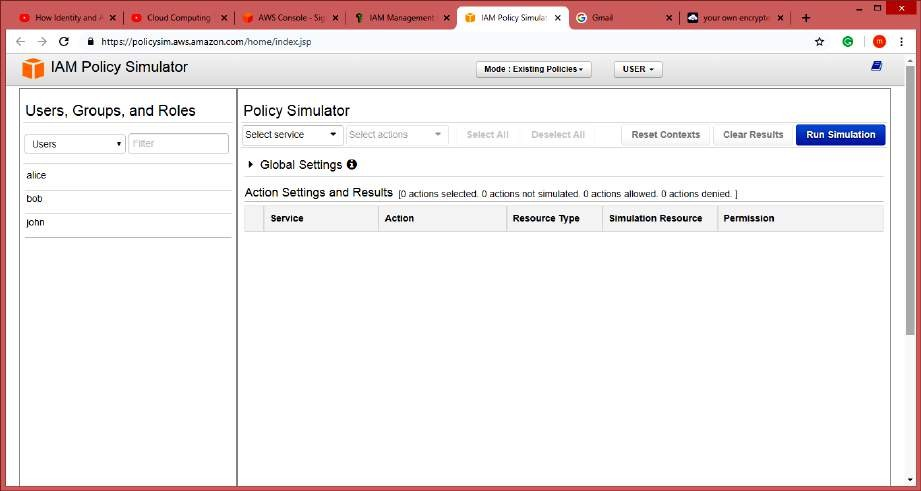 How Identity and A
Cloud Computing
AWS Console - Sig
IAM Management
IAM Policy Simulat
Gmail
your own encrypte
https://policysim.aws.amazon.com/home/index.jsp
m
IAM Policy Simulator
Mode : Existing Policies
USER
Users, Groups, and Roles
Policy Simulator
Users
Filter
Select service
Select actions
Select All
Deselect All
Reset Contexts
Clear Results
Run Simulation
alice
bob
john
Global Settings
Action Settings and Results [0 actions selected. 0 actions not simulated. 0 actions allowed. 0 actions denied. ]
Service
Action
Resource Type
Simulation Resource
Permission